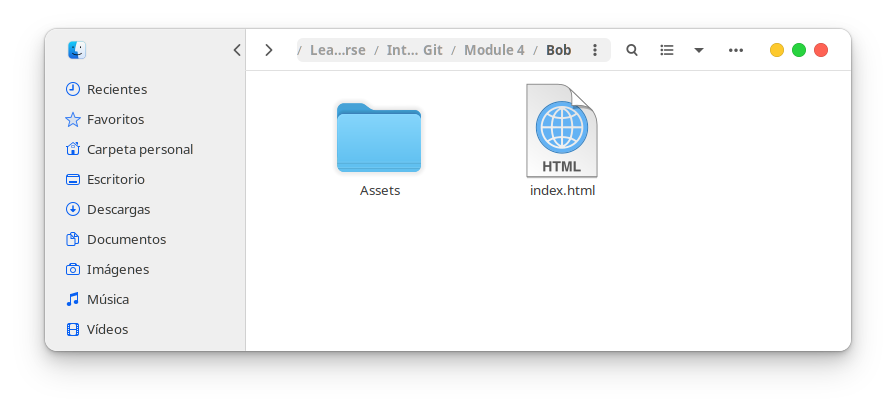 / Lea...rse / Int... Git / Module 4 / Bob
Recientes
Favoritos
Carpeta personal
Escritorio
Descargas
Documentos
Imágenes
Música
Vídeos
HTML
Assets
index.html